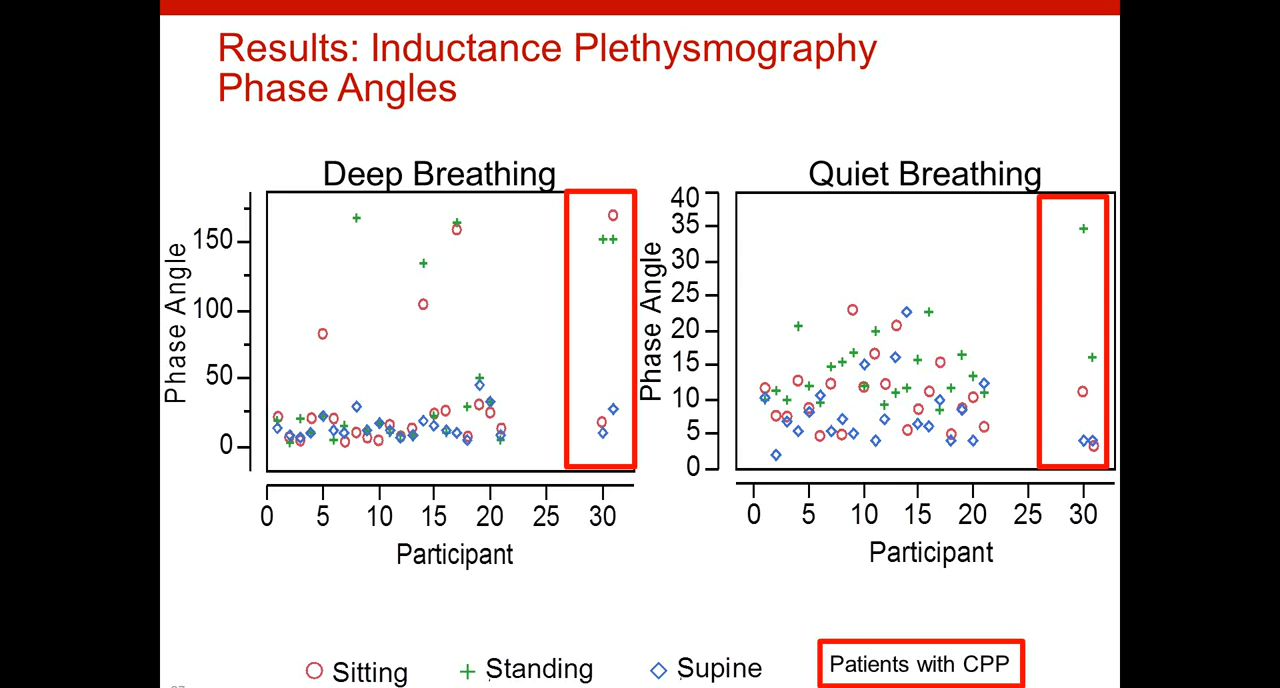 Results: Inductance Plethysmography
Phase Angles
Deep Breathing
Phase Angle
150
100
50
0
0 5 10 15 20 25 30
Participant
Quiet Breathing
Phase Angle
40
35
30
25
20
15
10
5
0
0 5 10 15 20 25 30
Participant
Sitting Standing Supine
Patients with CPP